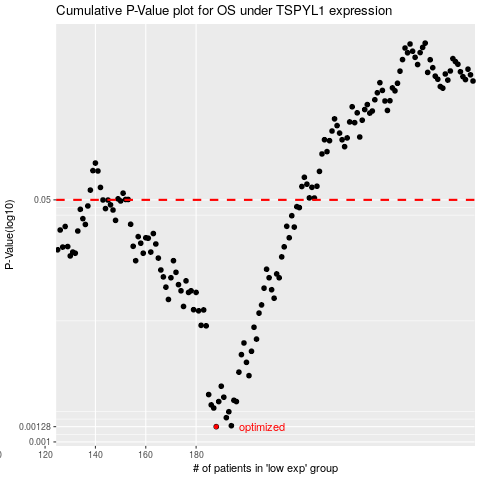 Cumulative P-Value plot for OS under TSPYL1 expression
P-Value(log10)
0.05
0.00128
0.001
optimized
0
120
140
160
180
# of patients in 'low exp' group